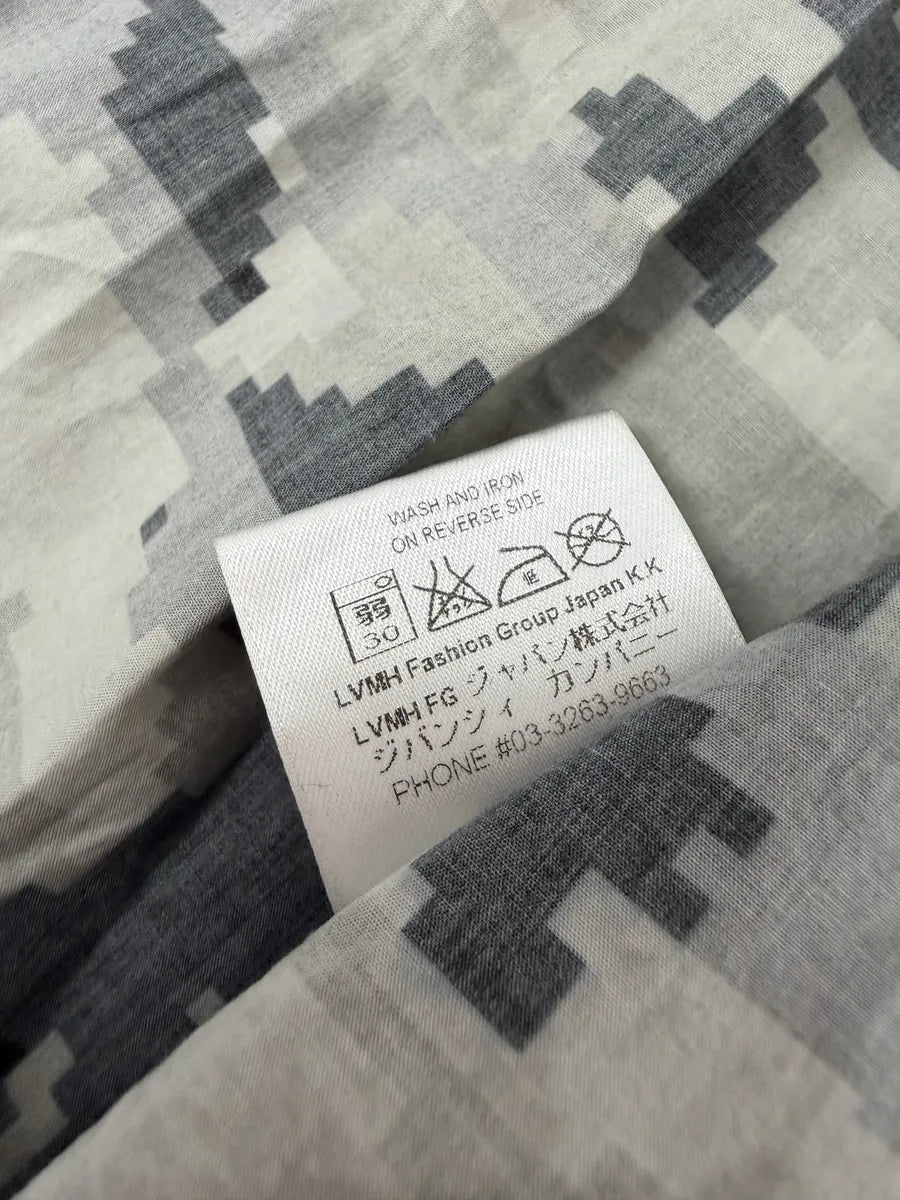 WASH AND IRON
ON REVERSE SIDE
弱
30
低
LVMH Fashion Group Japan K.K
LVMH FG ジャパン株式会社
ジバンシィ カンパニー
PHONE #03-3263-9663